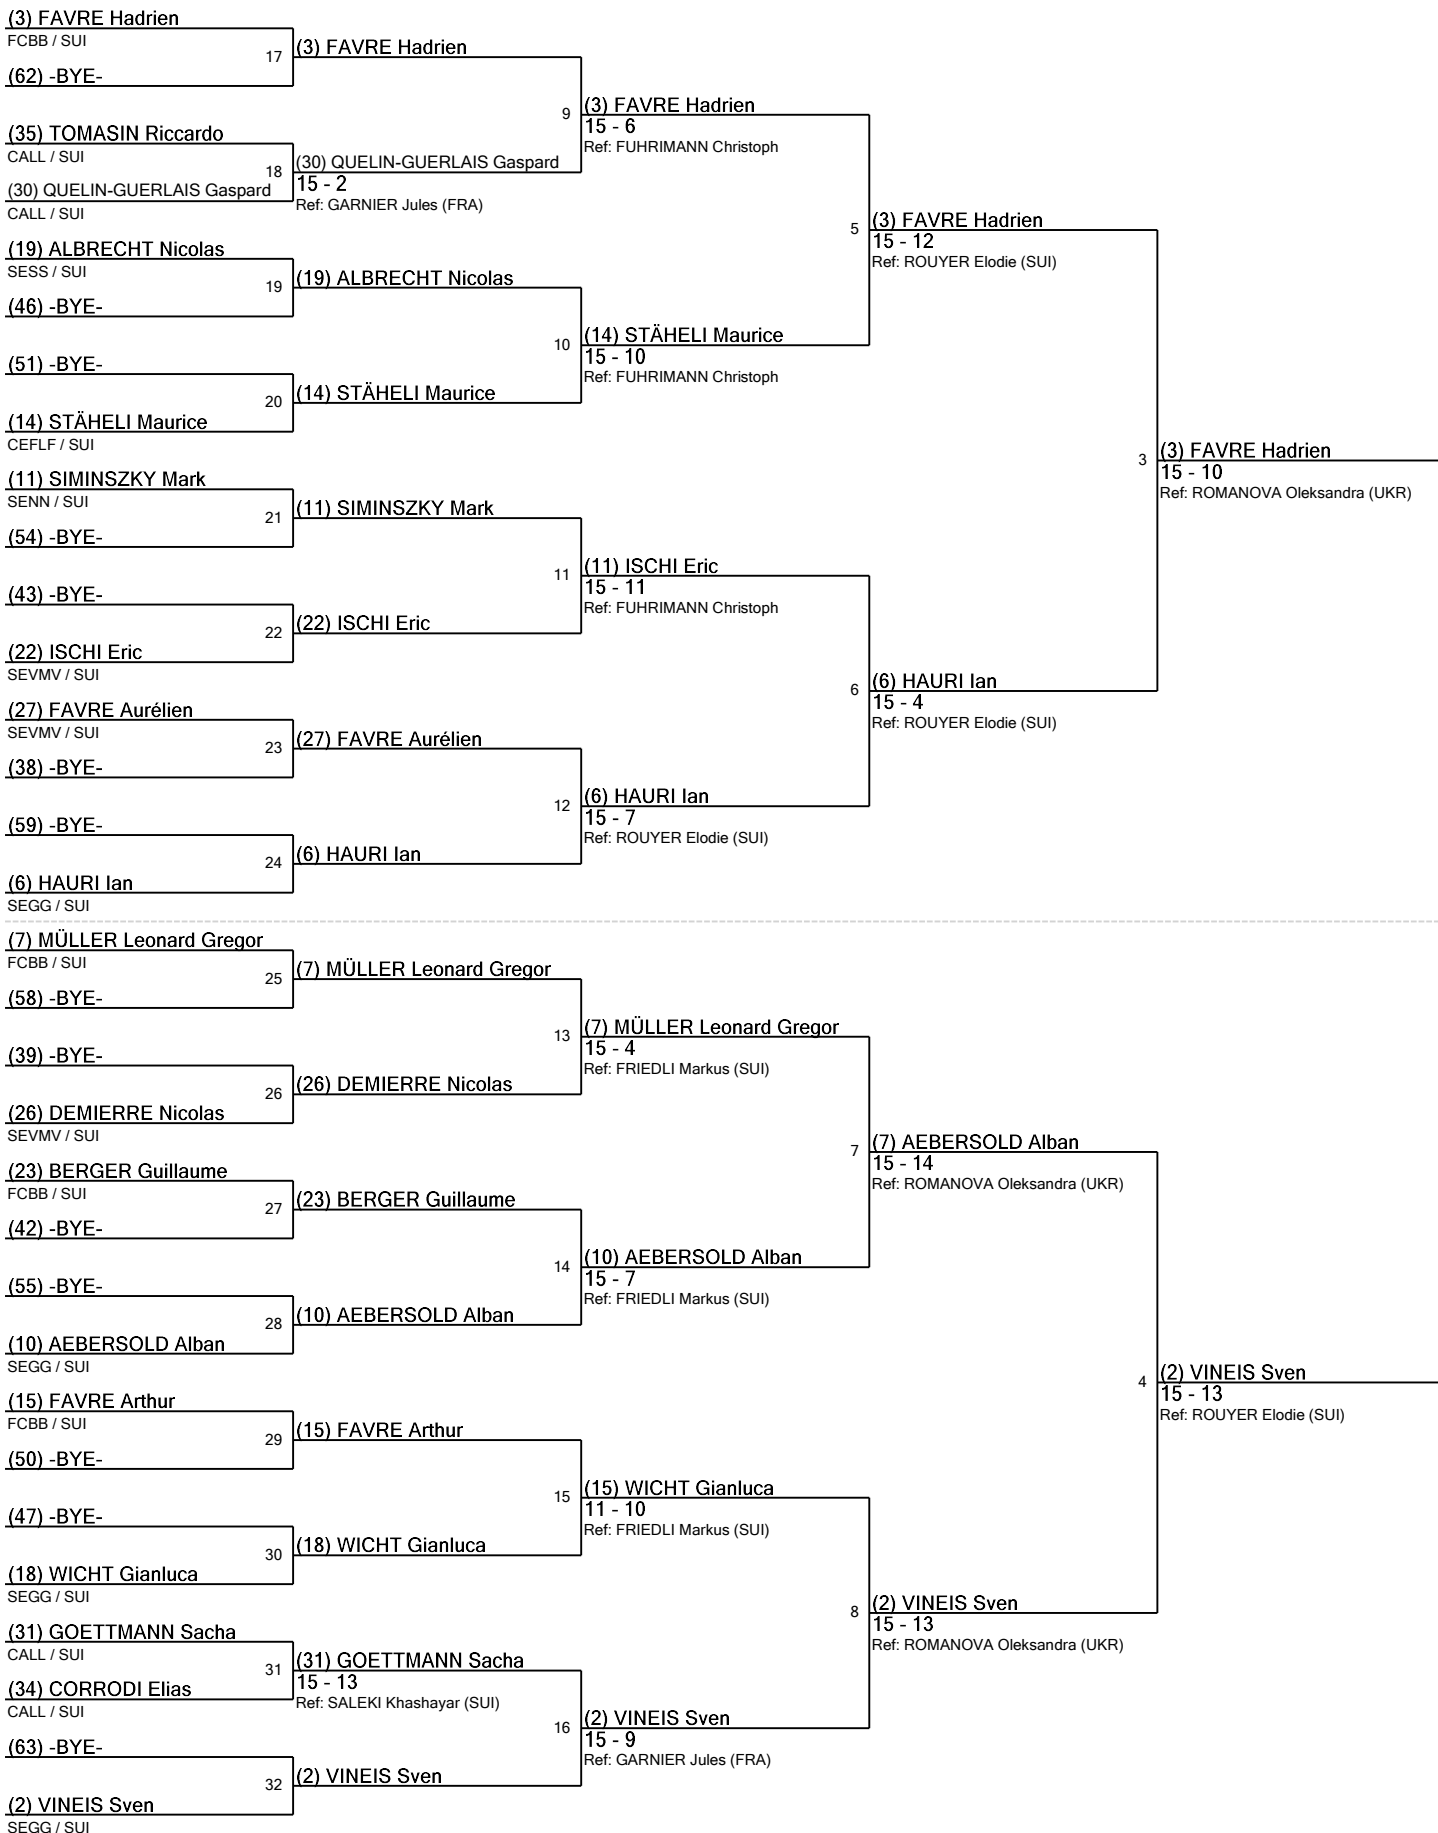 (3) FAVRE Hadrien
FCBB / SUI
17
(3) FAVRE Hadrien
(62) -BYE-
9
(3) FAVRE Hadrien
15 - 6
Ref: FUHRIMANN Christoph
(35) TOMASIN Riccardo
CALL / SUI
18
(30) QUELIN-GUERLAIS Gaspard
15 - 2
Ref: GARNIER Jules (FRA)
(30) QUELIN-GUERLAIS Gaspard
CALL / SUI
5
(3) FAVRE Hadrien
15 - 12
Ref: ROUYER Elodie (SUI)
(19) ALBRECHT Nicolas
SESS / SUI
19
(19) ALBRECHT Nicolas
(46) -BYE-
10
(14) STÄHELI Maurice
15 - 10
Ref: FUHRIMANN Christoph
(51) -BYE-
20
(14) STÄHELI Maurice
(14) STÄHELI Maurice
CEFLF / SUI
3
(3) FAVRE Hadrien
15 - 10
Ref: ROMANOVA Oleksandra (UKR)
(11) SIMINSZKY Mark
SENN / SUI
21
(11) SIMINSZKY Mark
(54) -BYE-
11
(11) ISCHI Eric
15 - 11
Ref: FUHRIMANN Christoph
(43) -BYE-
22
(22) ISCHI Eric
(22) ISCHI Eric
SEVMV / SUI
6
(6) HAURI Ian
15 - 4
Ref: ROUYER Elodie (SUI)
(27) FAVRE Aurélien
SEVMV / SUI
23
(27) FAVRE Aurélien
(38) -BYE-
12
(6) HAURI Ian
15 - 7
Ref: ROUYER Elodie (SUI)
(59) -BYE-
24
(6) HAURI Ian
(6) HAURI Ian
SEGG / SUI
(7) MÜLLER Leonard Gregor
FCBB / SUI
25
(7) MÜLLER Leonard Gregor
(58) -BYE-
13
(7) MÜLLER Leonard Gregor
15 - 4
Ref: FRIEDLI Markus (SUI)
(39) -BYE-
26
(26) DEMIERRE Nicolas
(26) DEMIERRE Nicolas
SEVMV / SUI
7
(7) AEBERSOLD Alban
15 - 14
Ref: ROMANOVA Oleksandra (UKR)
(23) BERGER Guillaume
FCBB / SUI
27
(23) BERGER Guillaume
(42) -BYE-
14
(10) AEBERSOLD Alban
15 - 7
Ref: FRIEDLI Markus (SUI)
(55) -BYE-
28
(10) AEBERSOLD Alban
(10) AEBERSOLD Alban
SEGG / SUI
4
(2) VINEIS Sven
15 - 13
Ref: ROUYER Elodie (SUI)
(15) FAVRE Arthur
FCBB / SUI
29
(15) FAVRE Arthur
(50) -BYE-
15
(15) WICHT Gianluca
11 - 10
Ref: FRIEDLI Markus (SUI)
(47) -BYE-
30
(18) WICHT Gianluca
(18) WICHT Gianluca
SEGG / SUI
8
(2) VINEIS Sven
15 - 13
Ref: ROMANOVA Oleksandra (UKR)
(31) GOETTMANN Sacha
CALL / SUI
31
(31) GOETTMANN Sacha
15 - 13
Ref: SALEKI Khashayar (SUI)
(34) CORRODI Elias
CALL / SUI
16
(2) VINEIS Sven
15 - 9
Ref: GARNIER Jules (FRA)
(63) -BYE-
32
(2) VINEIS Sven
(2) VINEIS Sven
SEGG / SUI